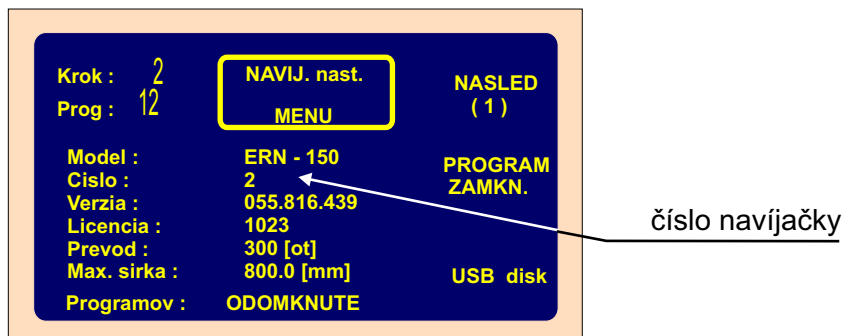 Krok : 2
Prog : 12
NAVIJ. nast.
MENU
NASLED
( 1 )
Model : ERN - 150
Cislo : 2
Verzia : 055.816.439
Licencia : 1023
Prevod : 300 [ot]
Max. sirka : 800.0 [mm]
Programov : ODOMKNUTE
PROGRAM
ZAMKN.
USB disk
číslo navíjačky